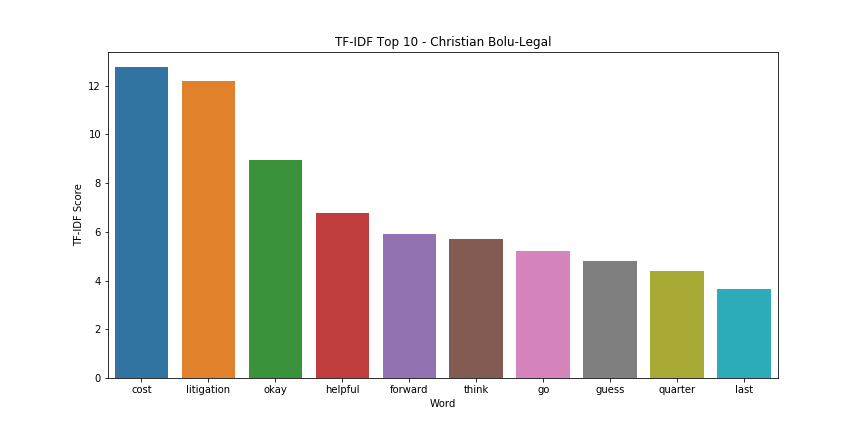 TF-IDF Top 10 - Christian Bolu-Legal
TF-IDF Score
12
10
8
6
4
2
0
cost litigation okay helpful forward think go guess quarter last
Word